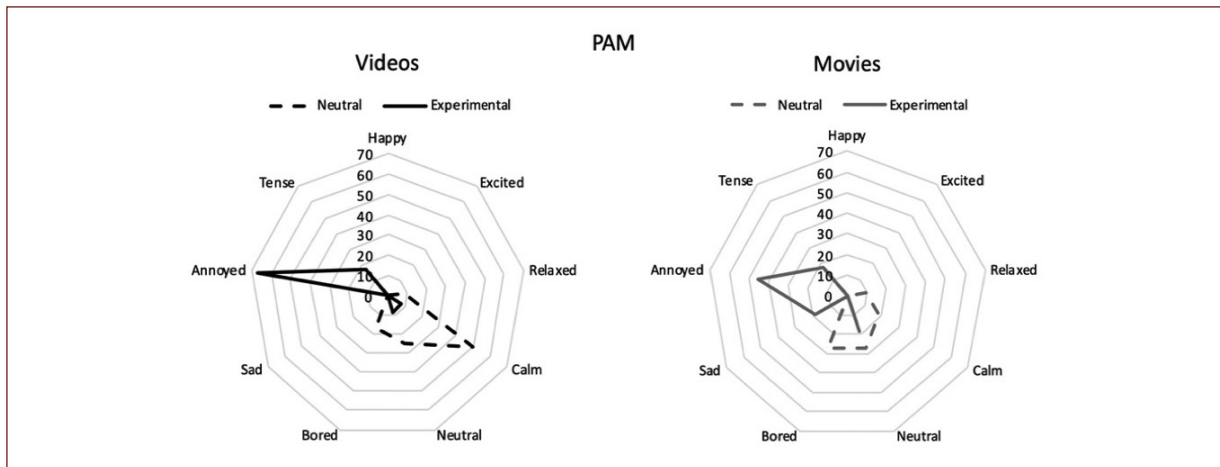 PAM
Videos
Neutral Experimental
Happy
70
60
50
40
30
20
10
0
Excited
Relaxed
Calm
Neutral
Bored
Sad
Annoyed
Tense
Movies
Neutral Experimental
Happy
70
60
50
40
30
20
10
0
Excited
Relaxed
Calm
Neutral
Bored
Sad
Annoyed
Tense